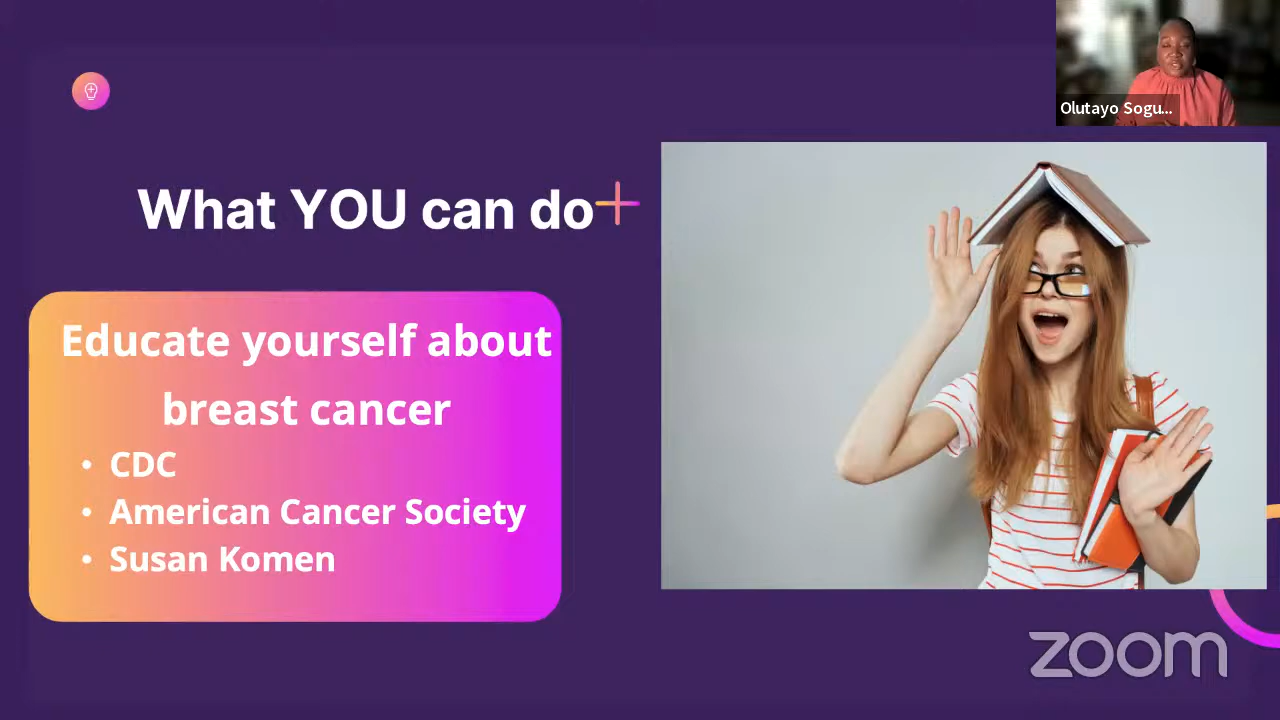 Olutayo Sogu...
What YOU can do
Educate yourself about
breast cancer
• CDC
• American Cancer Society
• Susan Komen
zoom